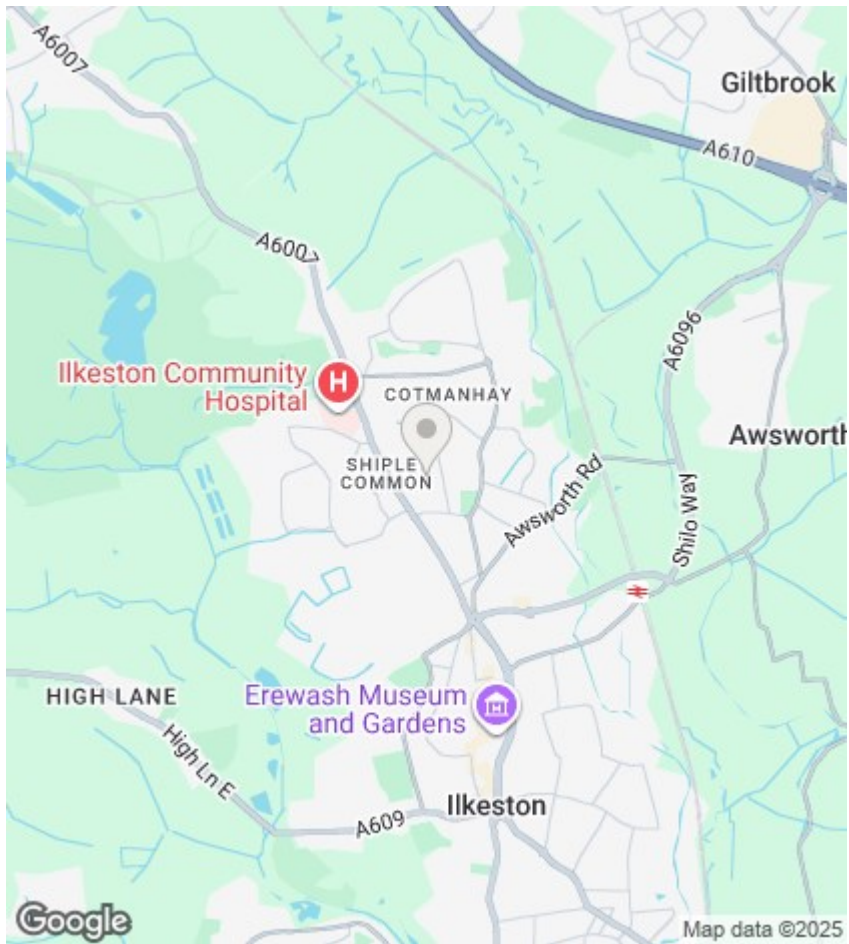 A6007
Giltbrook
A610
A6007
A6096
Ilkeston Community
Hospital
H
COTMANHAY
Awsworth
SHIPLE
COMMON
Awsworth Rd
Shilo Way
HIGH LANE
Erewash Museum
and Gardens
High Ln E
Ilkeston
A609
Google
Map data ©2025